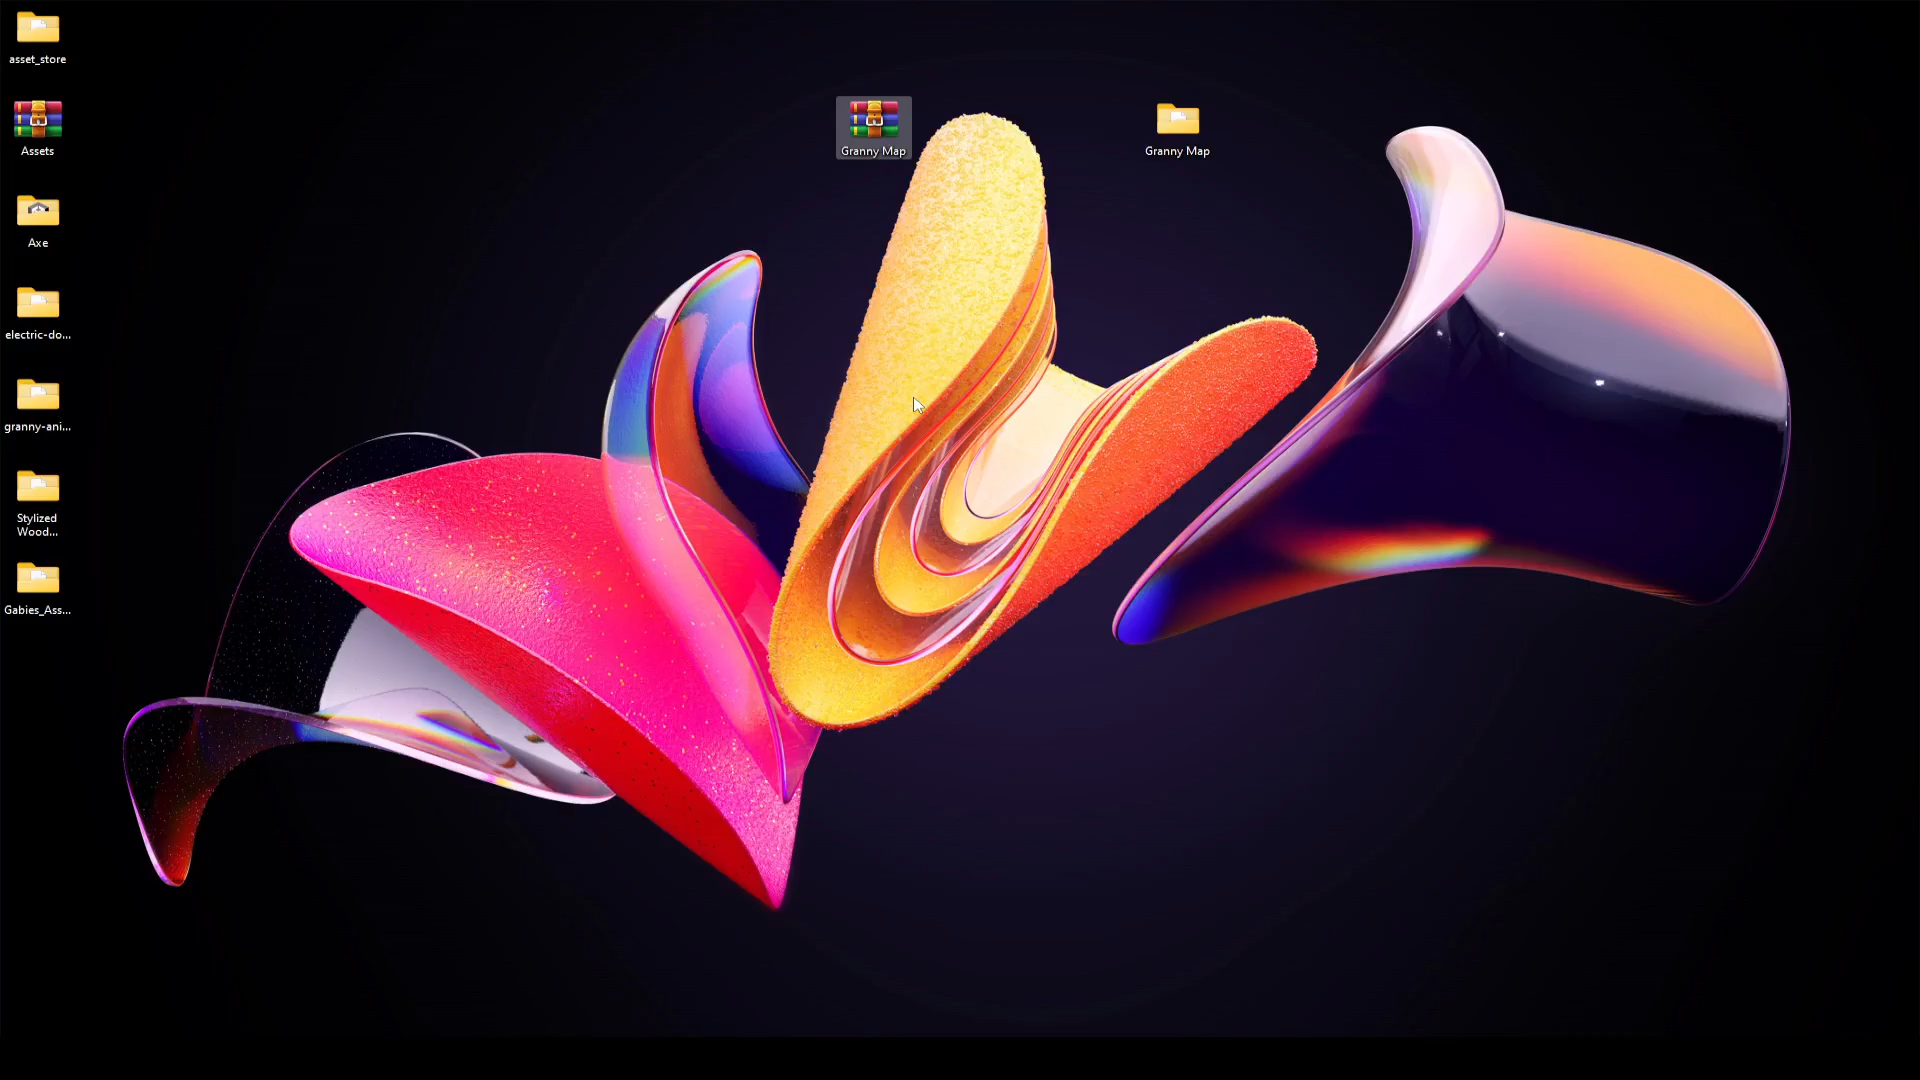 asset_store
Assets
Axe
electric-do...
granny-ani...
Stylized
Wood...
Gabies_Ass...
Granny Map
Granny Map